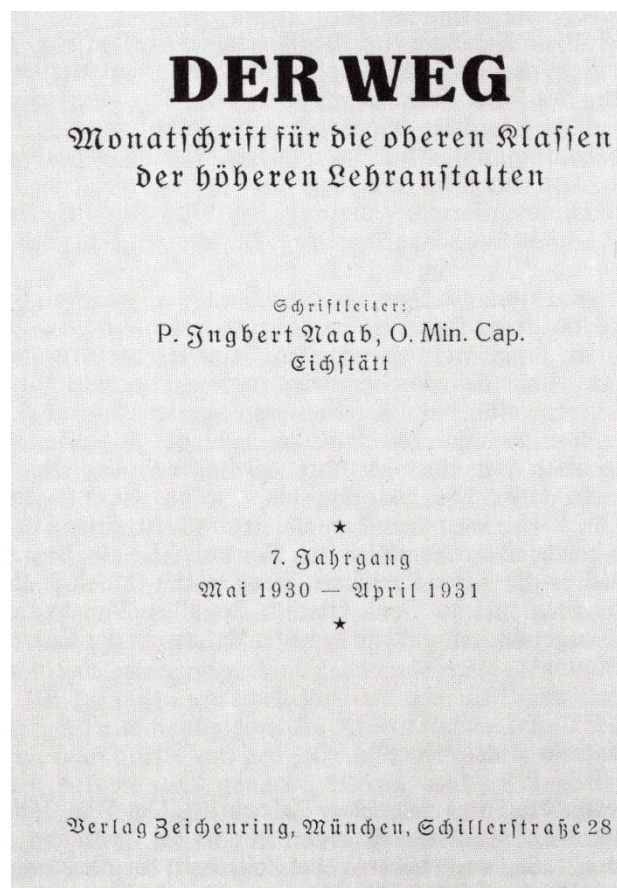 DER WEG
Monatschrift für die oberen Klassen
der höheren Lehranstalten
Schriftleiter:
P. Ingbert Naab, O. Min. Cap.
Eichstätt
★
7. Jahrgang
Mai 1930 — April 1931
★
Verlag Zeichenring, München, Schillerstraße 28